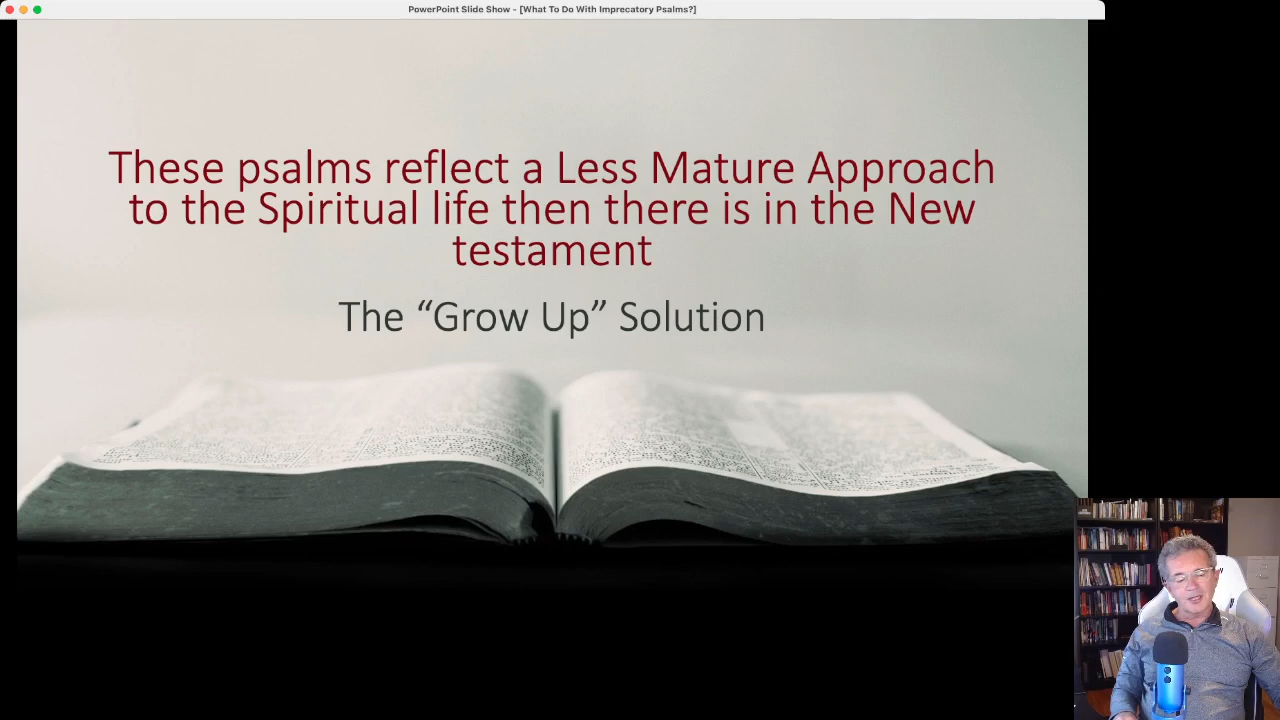 PowerPoint Slide Show - [What To Do With Imprecatory Psalms?]
These psalms reflect a Less Mature Approach
to the Spiritual life then there is in the New
testament
The “Grow Up” Solution